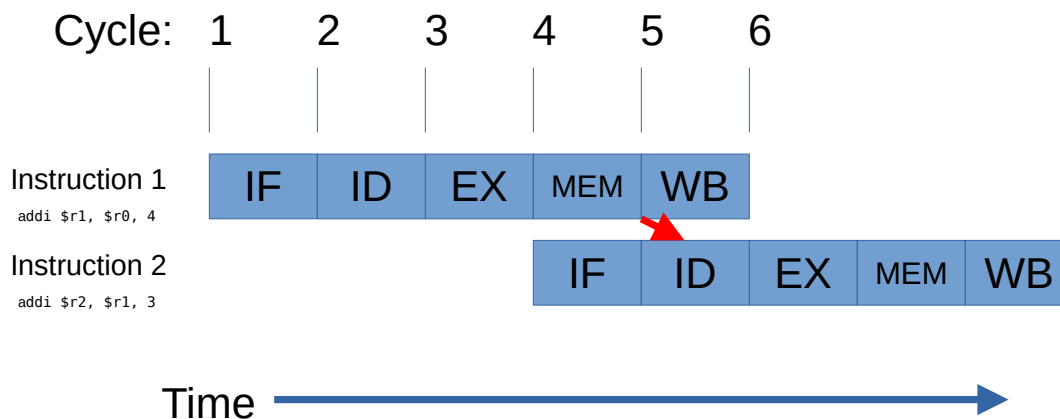 Cycle: 1 2 3 4 5 6
Instruction 1
addi $r1, $r0, 4
IF ID EX MEM WB
Instruction 2
addi $r2, $r1, 3
IF ID EX MEM WB
Time